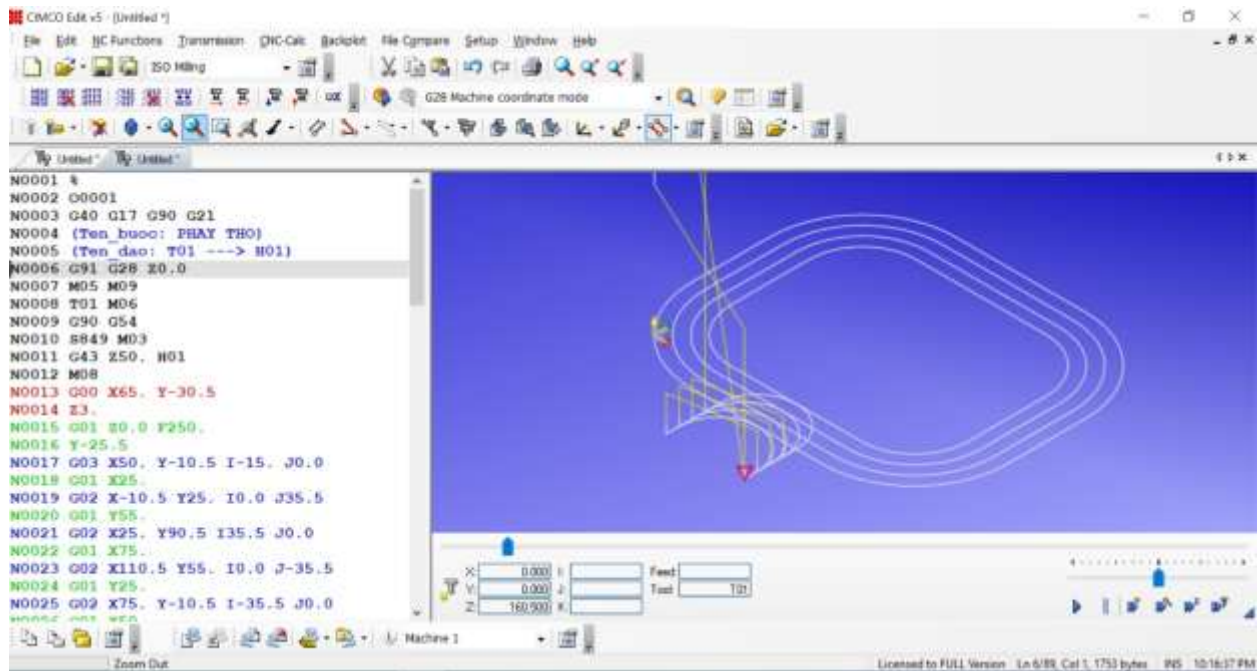 CIMCO Edit v5 - [Untitled *]
File Edit NC Functions Transmission DNC-Calc Backplot File Compare Setup Window Help
ISO Milling
G28 Machine coordinate mode
Untitled * Untitled *
N0001 %
N0002 O0001
N0003 G40 G17 G90 G21
N0004 (Ten_buoc: PHAY THO)
N0005 (Ten_dao: T01 ---> H01)
N0006 G91 G28 Z0.0
N0007 M05 M09
N0008 T01 M06
N0009 G90 G54
N0010 S849 M03
N0011 G43 Z50. H01
N0012 M08
N0013 G00 X65. Y-30.5
N0014 Z3.
N0015 G01 Z0.0 F250.
N0016 Y-25.5
N0017 G03 X50. Y-10.5 I-15. J0.0
N0018 G01 X25.
N0019 G02 X-10.5 Y25. I0.0 J35.5
N0020 G01 Y55.
N0021 G02 X25. Y90.5 I35.5 J0.0
N0022 G01 X75.
N0023 G02 X110.5 Y55. I0.0 J-35.5
N0024 G01 Y25.
N0025 G02 X75. Y-10.5 I-35.5 J0.0
N0026 G01 X50.
X: 0.000 I: Feed:
Y: 0.000 J: Tool: T01
Z: 160.500 K:
Machine 1
Zoom Out
Licensed to FULL Version Ln 6/89, Col 1, 1753 bytes INS